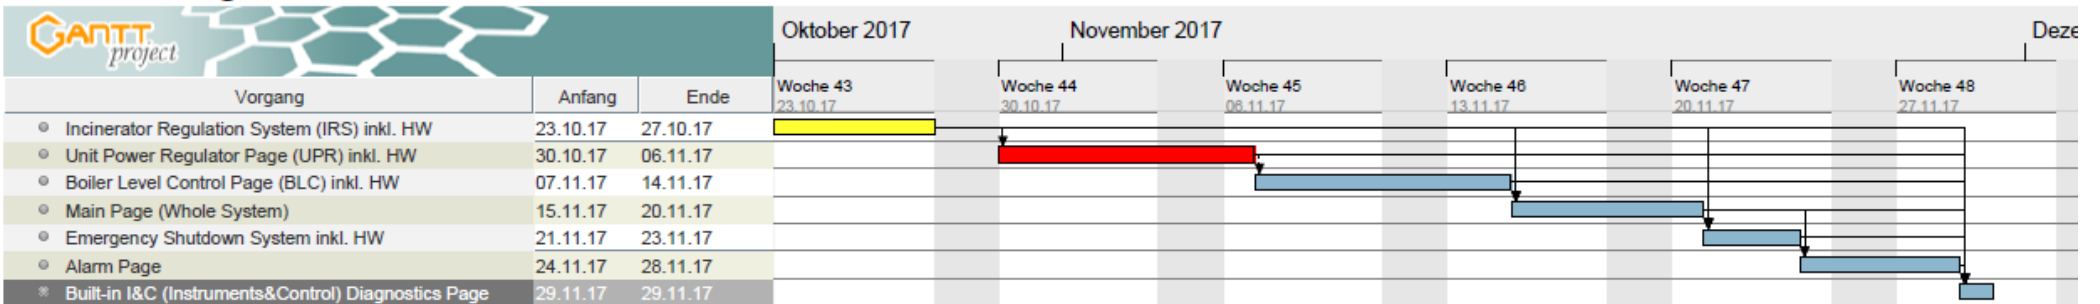 GANTT
project
Oktober 2017
November 2017
Deze
Woche 43
Woche 44
Woche 45
Woche 46
Woche 47
Woche 48
Vorgang
Anfang
Ende
23.10.17
30.10.17
06.11.17
13.11.17
20.11.17
27.11.17
Incinerator Regulation System (IRS) inkl. HW 23.10.17 27.10.17
Unit Power Regulator Page (UPR) inkl. HW 30.10.17 06.11.17
Boiler Level Control Page (BLC) inkl. HW 07.11.17 14.11.17
Main Page (Whole System) 15.11.17 20.11.17
Emergency Shutdown System inkl. HW 21.11.17 23.11.17
Alarm Page 24.11.17 28.11.17
Built-in I&C (Instruments&Control) Diagnostics Page 29.11.17 29.11.17